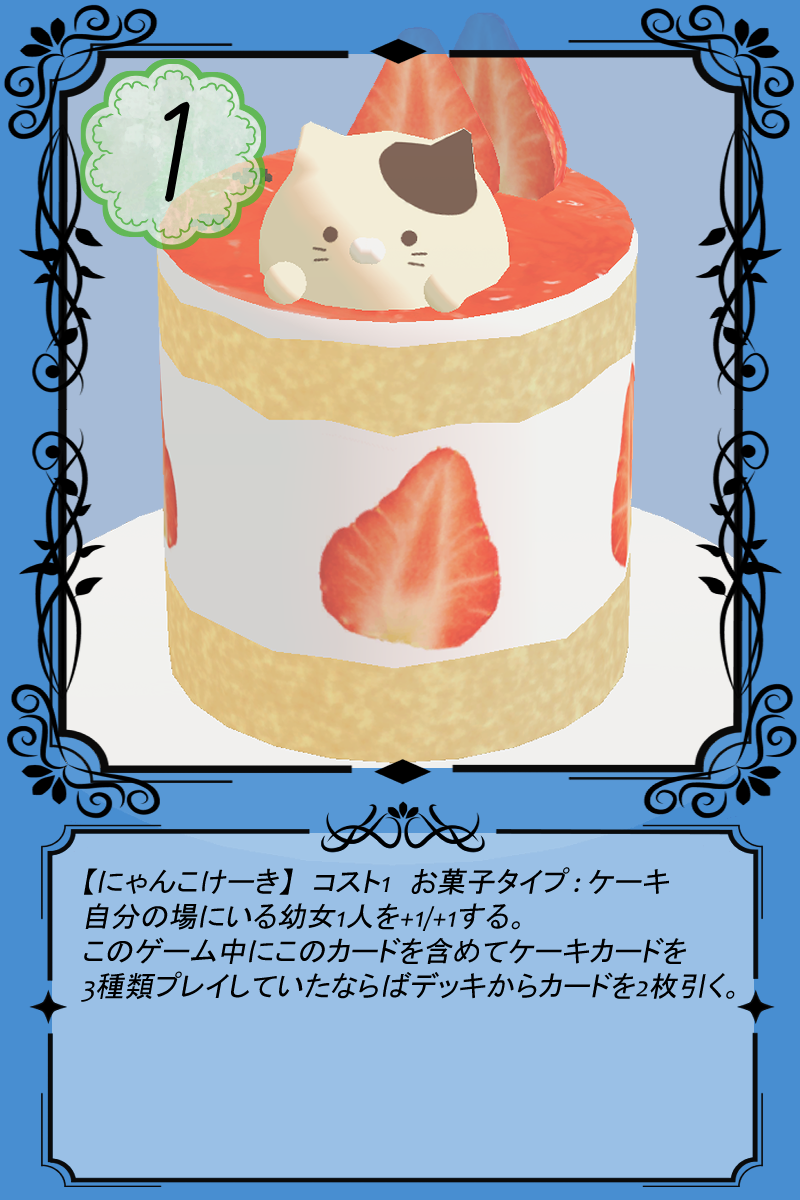 1
【にゃんこけーき】 コスト1 お菓子タイプ : ケーキ
自分の場にいる幼女1人を+1/+1する。
このゲーム中にこのカードを含めてケーキカードを
3種類プレイしていたならばデッキからカードを2枚引く。